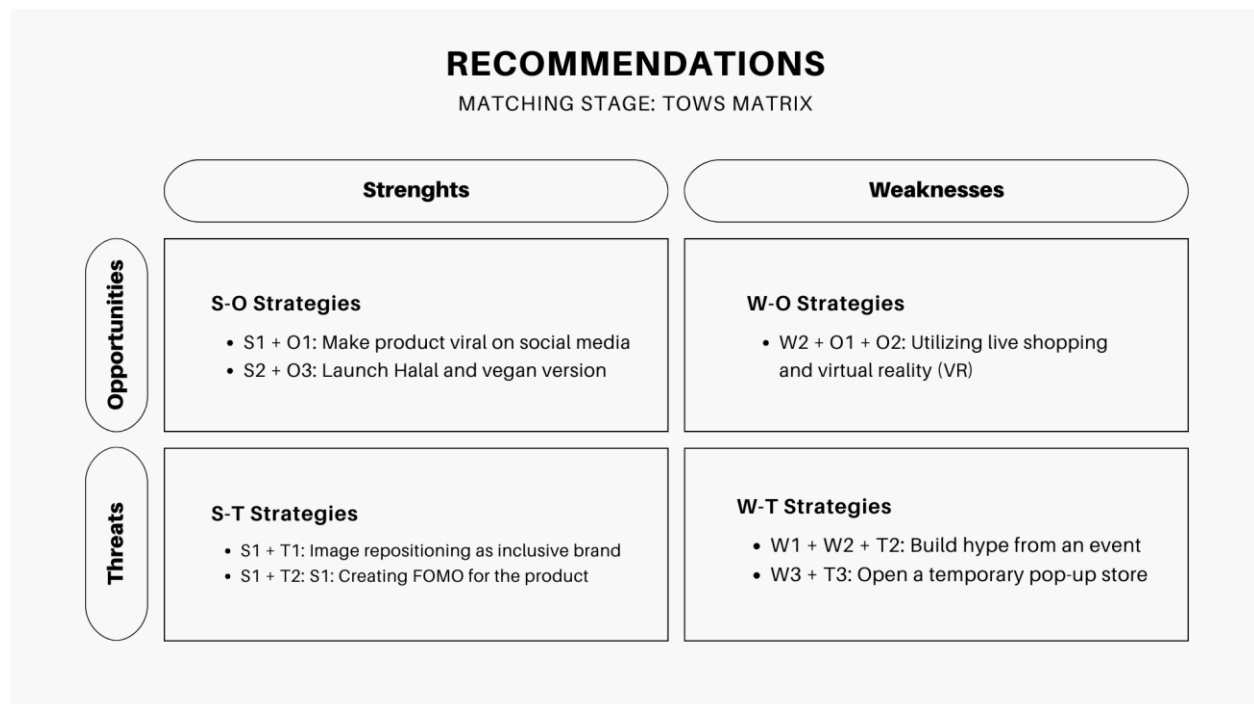 RECOMMENDATIONS
MATCHING STAGE: TOWS MATRIX
Strenghts
Weaknesses
Opportunities
S-O Strategies
• S1 + O1: Make product viral on social media
• S2 + O3: Launch Halal and vegan version
W-O Strategies
• W2 + O1 + O2: Utilizing live shopping
and virtual reality (VR)
Threats
S-T Strategies
• S1 + T1: Image repositioning as inclusive brand
• S1 + T2: S1: Creating FOMO for the product
W-T Strategies
• W1 + W2 + T2: Build hype from an event
• W3 + T3: Open a temporary pop-up store